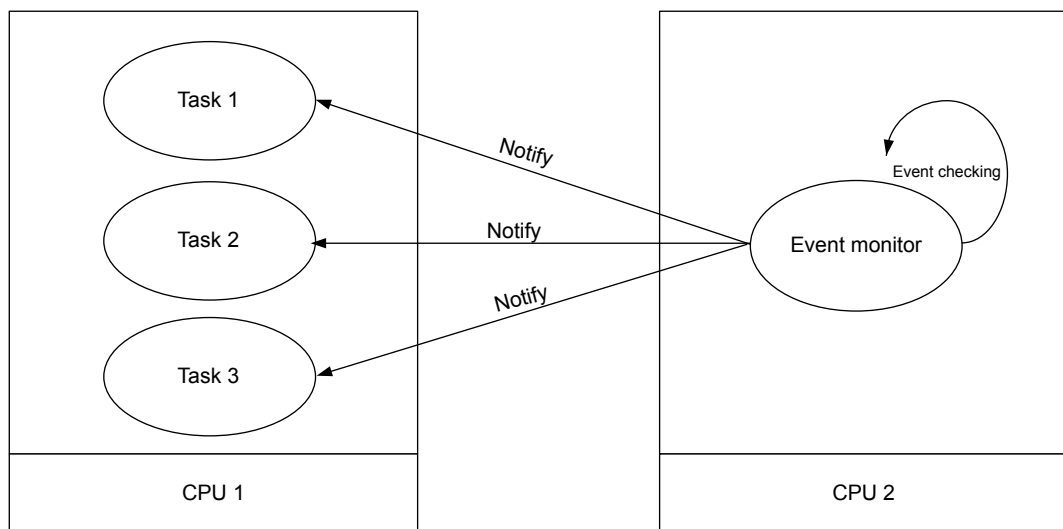 Task 1
Notify
Event checking
Task 2
Notify
Event monitor
Notify
Task 3
CPU 1
CPU 2